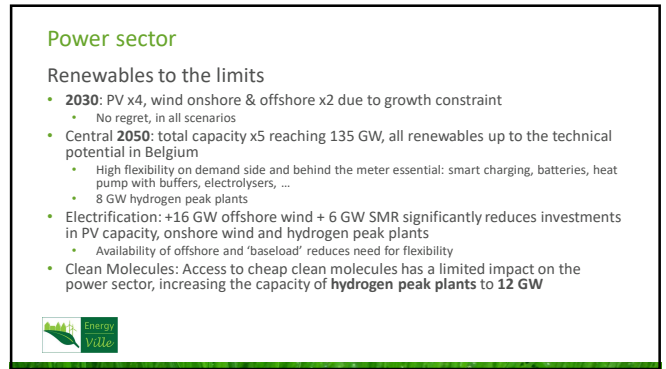 Power sector
Renewables to the limits
• 2030: PV x4, wind onshore & offshore x2 due to growth constraint
• No regret, in all scenarios
• Central 2050: total capacity x5 reaching 135 GW, all renewables up to the technical
potential in Belgium
• High flexibility on demand side and behind the meter essential: smart charging, batteries, heat
pump with buffers, electrolysers, …
• 8 GW hydrogen peak plants
• Electrification: +16 GW offshore wind + 6 GW SMR significantly reduces investments
in PV capacity, onshore wind and hydrogen peak plants
• Availability of offshore and ‘baseload’ reduces need for flexibility
• Clean Molecules: Access to cheap clean molecules has a limited impact on the
power sector, increasing the capacity of hydrogen peak plants to 12 GW
Energy
Ville